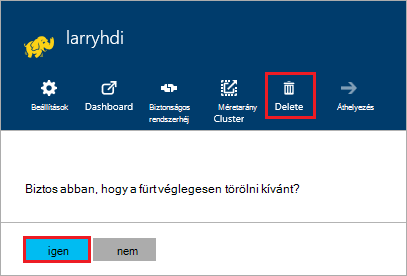 larryhdi
Beállítások Dashboard Biztonságos Méretarány Delete Áthelyezés
rendszerhéj Cluster
Biztos abban, hogy a fürt véglegesen törölni kívánt?
igen nem